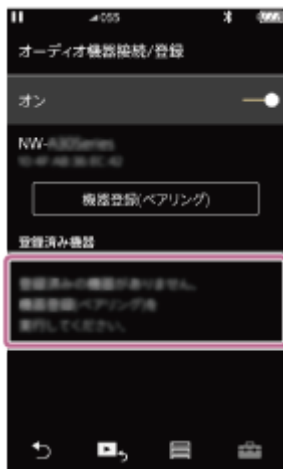 055
オーディオ機器接続/登録
オン
NW-
機器登録(ペアリング)
登録済み機器
登録済みの機器がありません。
機器登録(ペアリング)を
実行してください。